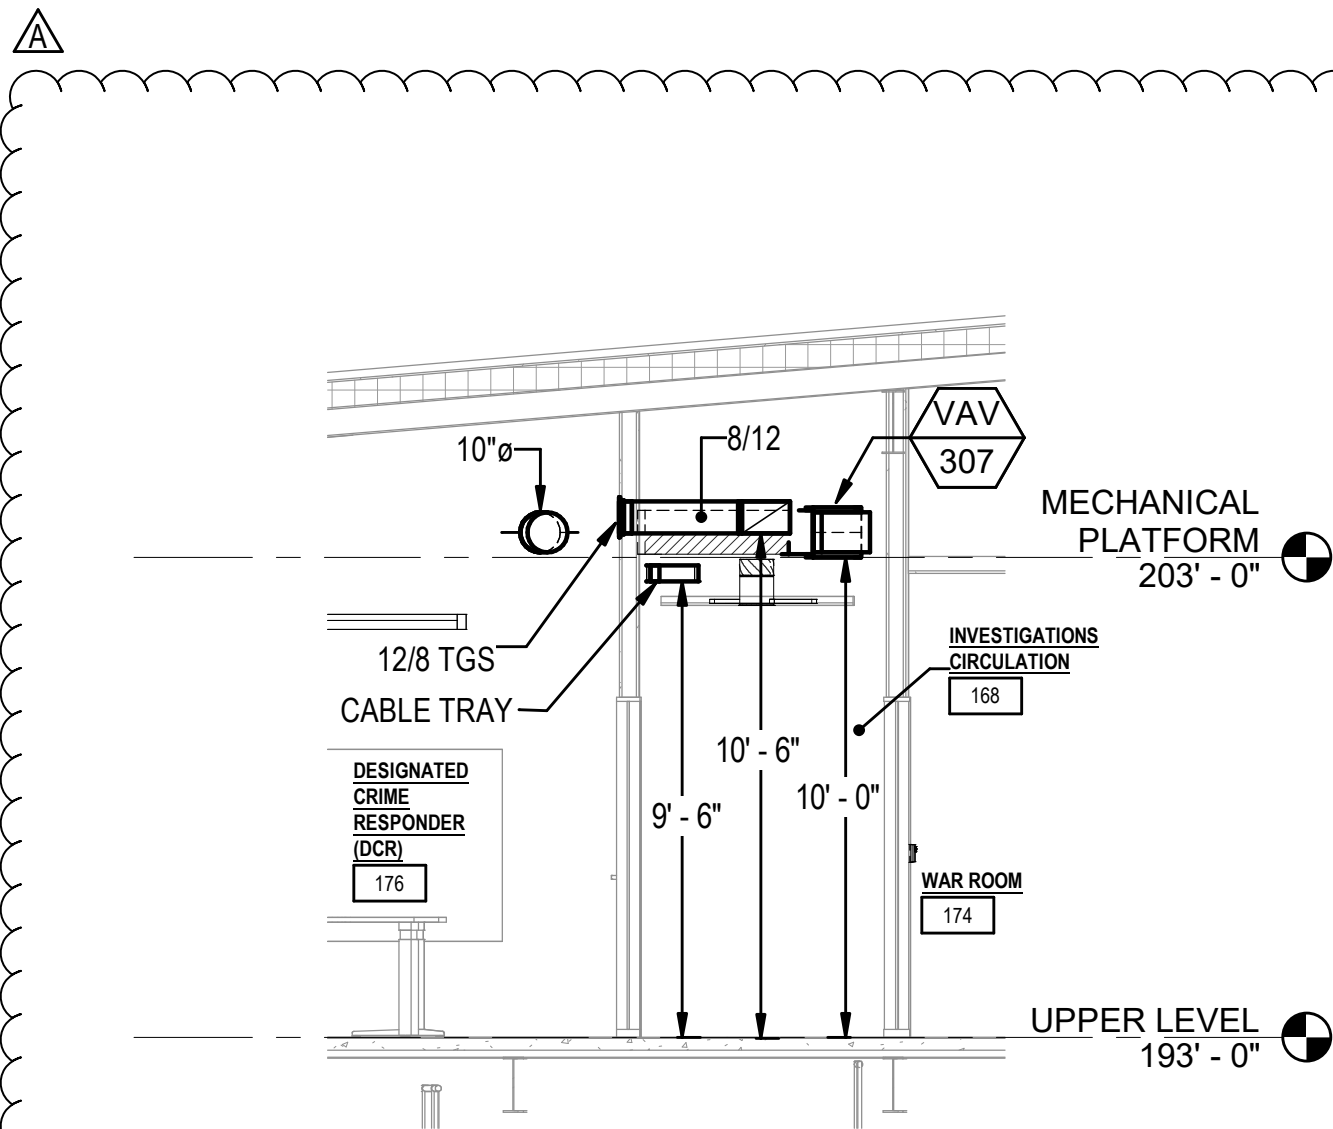 A
VAV
307
10"ø
8/12
MECHANICAL
PLATFORM
203' - 0"
12/8 TGS
CABLE TRAY
INVESTIGATIONS
CIRCULATION
168
10' - 6"
10' - 0"
9' - 6"
DESIGNATED
CRIME
RESPONDER
(DCR)
176
WAR ROOM
174
UPPER LEVEL
193' - 0"